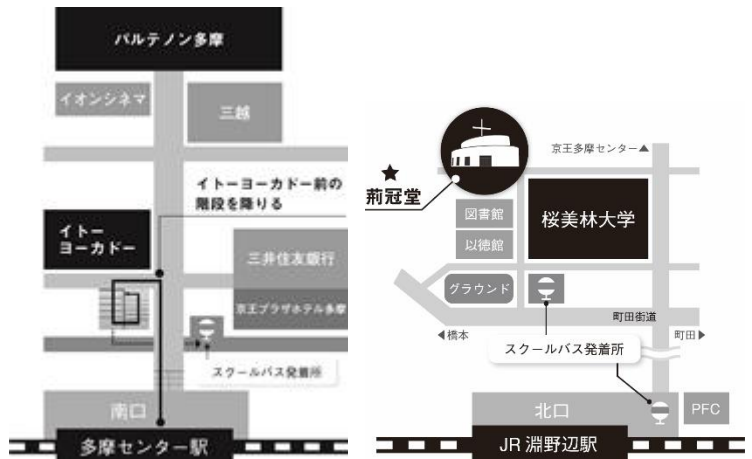 パルテノン多摩
イオンシネマ
三越
イトーヨーカドー前の
階段を降りる
イトー
ヨーカドー
三井住友銀行
京王プラザホテル多摩
スクールバス発着所
南口
多摩センター駅
京王多摩センター▲
★
荊冠堂
図書館
桜美林大学
以徳館
グラウンド
町田街道
◀橋本
町田▶
スクールバス発着所
北口
PFC
JR 淵野辺駅